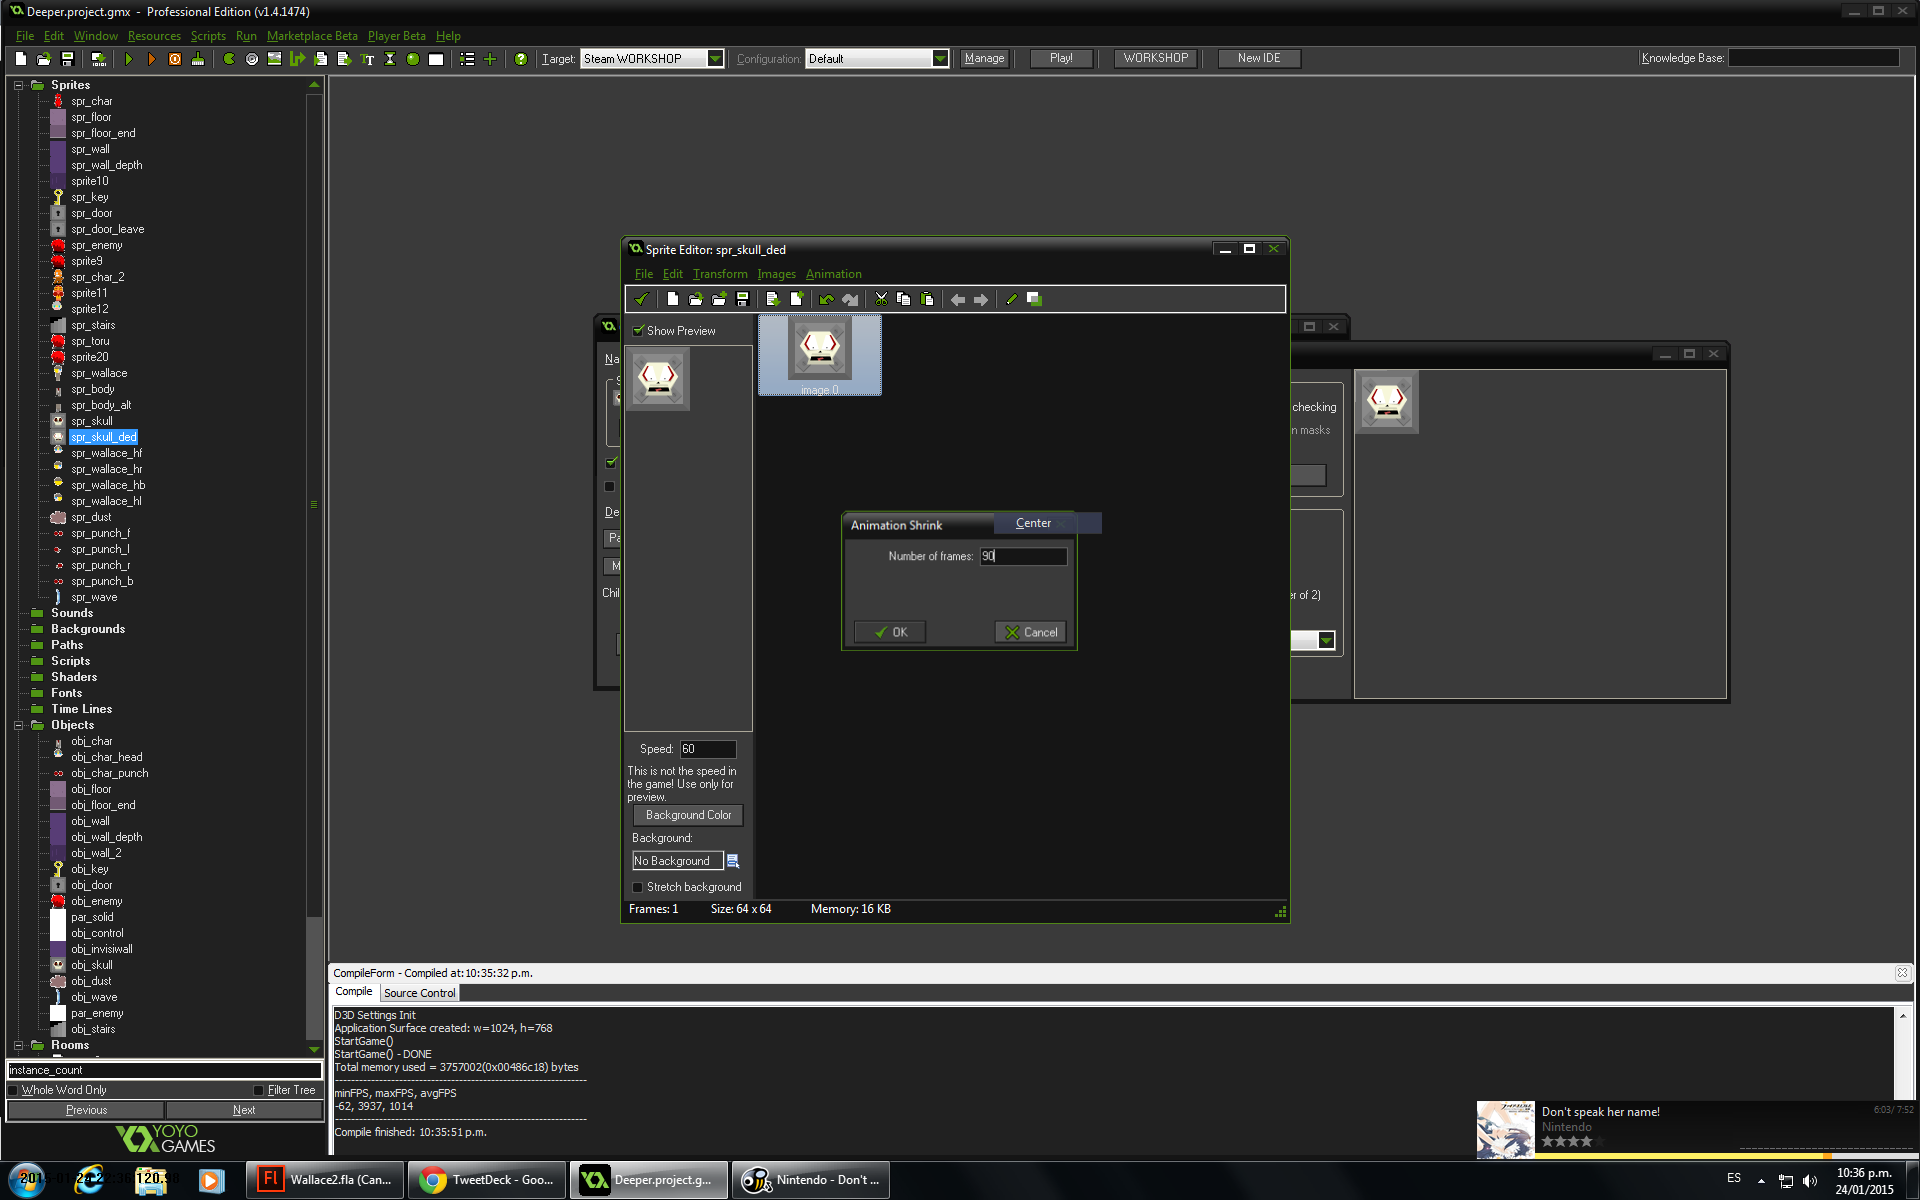 Deeper.project.gmx - Professional Edition (v1.4.1474)
File Edit Window Resources Scripts Run Marketplace Beta Player Beta Help
Target: Steam WORKSHOP Configuration: Default Manage Play! WORKSHOP New IDE Knowledge Base:
Sprites
spr_char
spr_floor
spr_floor_end
spr_wall
spr_wall_depth
sprite10
spr_key
spr_door
spr_door_leave
spr_enemy
sprite9
spr_char_2
sprite11
sprite12
spr_stairs
spr_toru
sprite20
spr_wallace
spr_body
spr_body_alt
spr_skull
spr_skull_ded
spr_wallace_hf
spr_wallace_hr
spr_wallace_hb
spr_wallace_hl
spr_dust
spr_punch_f
spr_punch_l
spr_punch_r
spr_punch_b
spr_wave
Sounds
Backgrounds
Paths
Scripts
Shaders
Fonts
Time Lines
Objects
obj_char
obj_char_head
obj_char_punch
obj_floor
obj_floor_end
obj_wall
obj_wall_depth
obj_wall_2
obj_key
obj_door
obj_enemy
par_solid
obj_control
obj_invisiwall
obj_skull
obj_dust
obj_wave
par_enemy
obj_stairs
Rooms
instance_count
Whole Word Only Filter Tree
Previous Next
YOYO
GAMES
Sprite Editor: spr_skull_ded
File Edit Transform Images Animation
Show Preview
image 0
Na
S
De
Pa
M
Chil
checking
n masks
er of 2)
Animation Shrink
Center
Number of frames: 90
OK Cancel
Speed: 60
This is not the speed in
the game! Use only for
preview.
Background Color
Background:
No Background
Stretch background
Frames: 1 Size: 64 x 64 Memory: 16 KB
CompileForm - Compiled at: 10:35:32 p.m.
Compile Source Control
D3D Settings Init
Application Surface created: w=1024, h=768
StartGame()
StartGame() - DONE
Total memory used = 3757002(0x00486c18) bytes
minFPS, maxFPS, avgFPS
-62, 3937, 1014
Compile finished: 10:35:51 p.m.
Don't speak her name!
6:03/ 7:52
Nintendo
Fl Wallace2.fla (Can...
TweetDeck - Goo...
Deeper.project.g...
Nintendo - Don't ...
ES
10:36 p.m.
24/01/2015